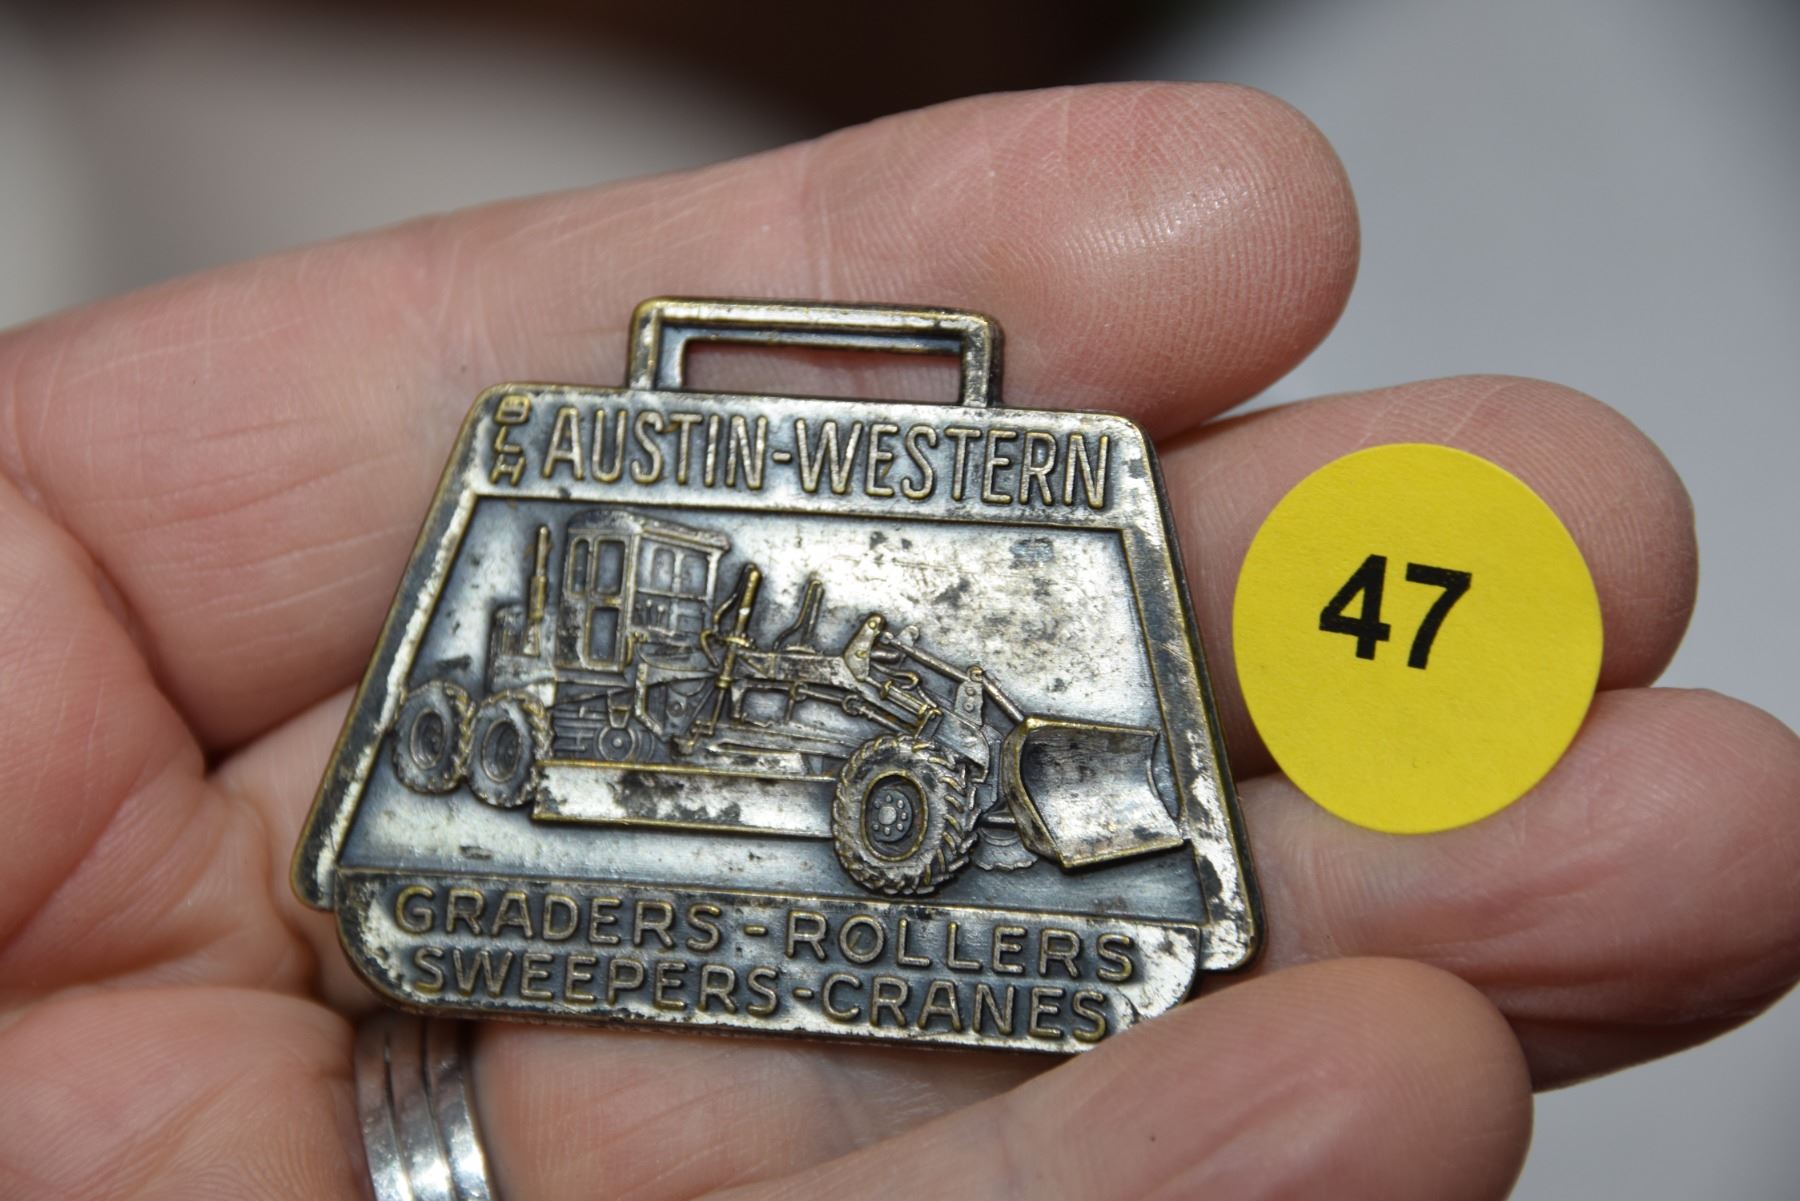 BLH AUSTIN-WESTERN
47
GRADERS-ROLLERS
SWEEPERS-CRANES